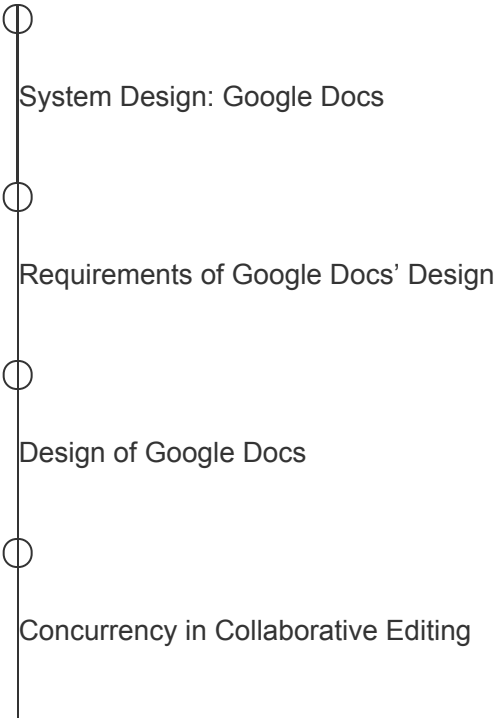 System Design: Google Docs
Requirements of Google Docs’ Design
Design of Google Docs
Concurrency in Collaborative Editing